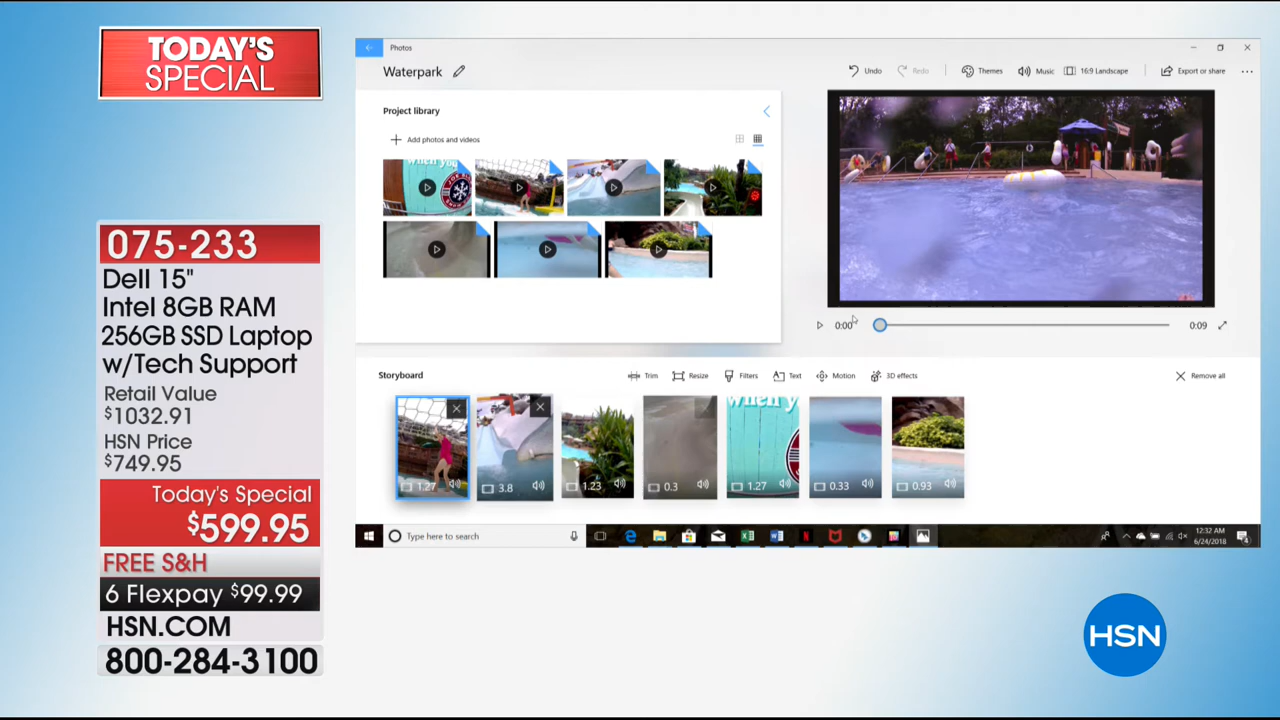 TODAY'S
SPECIAL
075-233
Dell 15"
Intel 8GB RAM
256GB SSD Laptop
w/Tech Support
Retail Value
$1032.91
HSN Price
$749.95
Today's Special
$599.95
FREE S&H
6 Flexpay $99.99
HSN.COM
800-284-3100
Photos
Waterpark
Undo
Redo
Themes
Music
16:9 Landscape
Export or share
Project library
Add photos and videos
When you
0:00
0:09
Storyboard
Trim
Resize
Filters
Text
Motion
3D effects
Remove all
When y
1.27
3.8
1.23
0.3
1.27
0.33
0.93
Type here to search
12:32 AM
6/24/2018
HSN